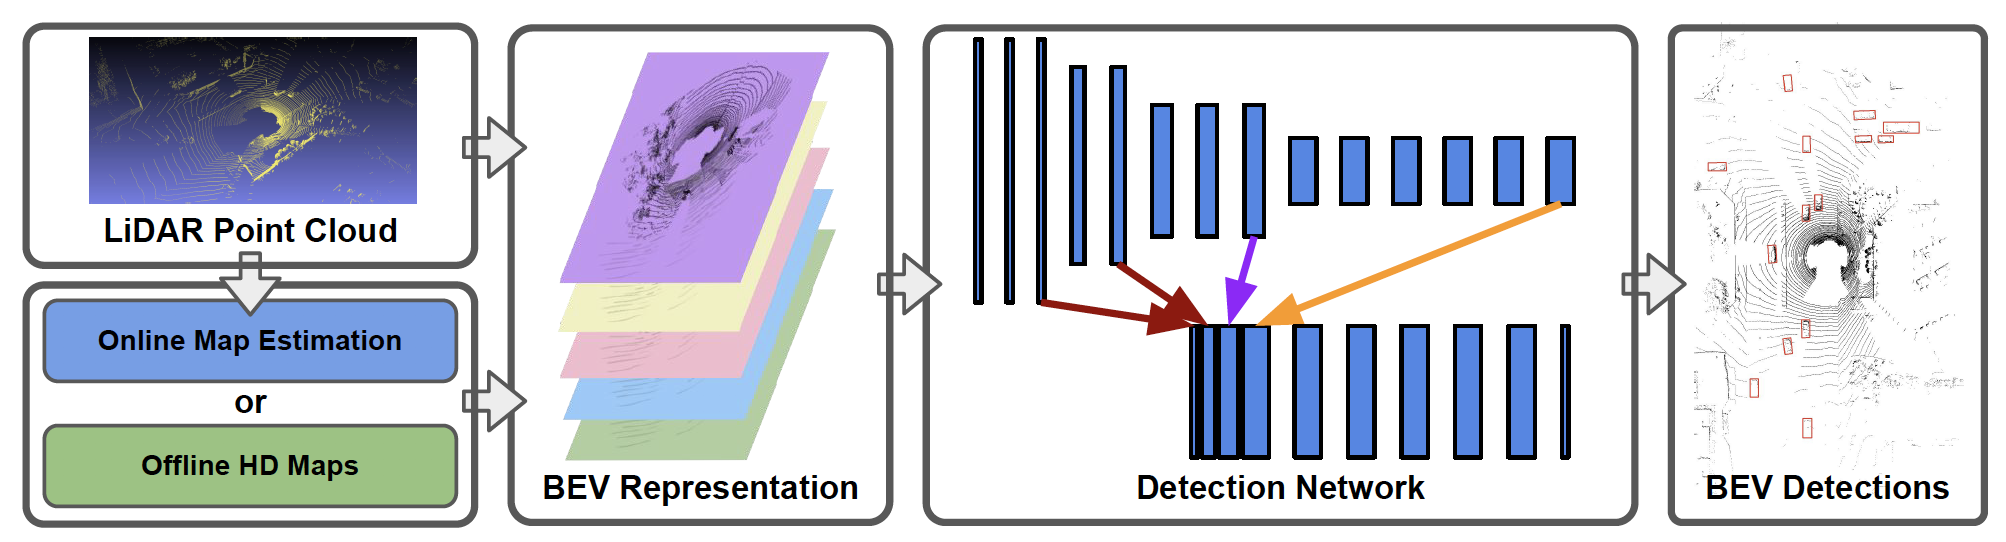 LiDAR Point Cloud
Online Map Estimation
or
Offline HD Maps
BEV Representation
Detection Network
BEV Detections